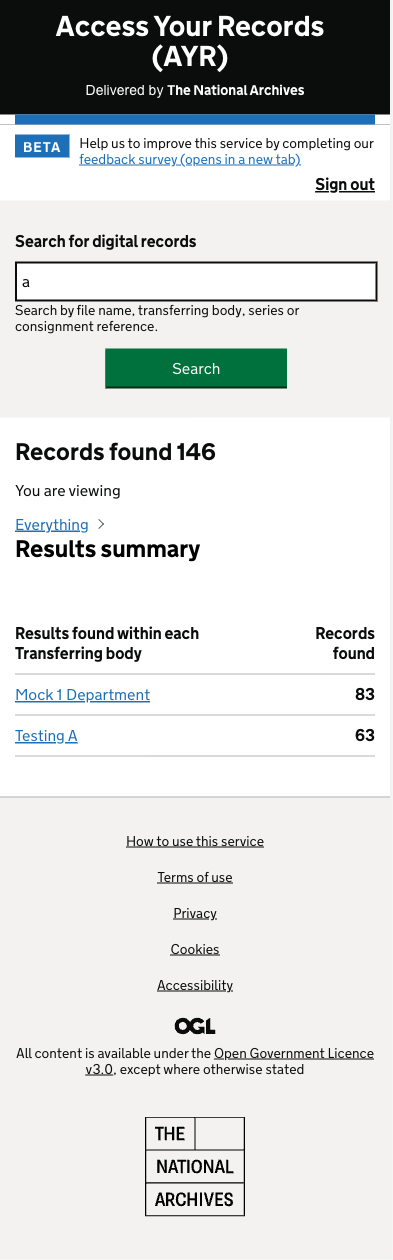 Access Your Records
(AYR)
Delivered by The National Archives
BETA
Help us to improve this service by completing our
feedback survey (opens in a new tab)
Sign out
Search for digital records
a
Search by file name, transferring body, series or
consignment reference.
Search
Records found 146
You are viewing
Everything
Results summary
Results found within each
Transferring body
Records
found
Mock 1 Department 83
Testing A 63
How to use this service
Terms of use
Privacy
Cookies
Accessibility
OGL
All content is available under the Open Government Licence
v3.0, except where otherwise stated
THE
NATIONAL
ARCHIVES